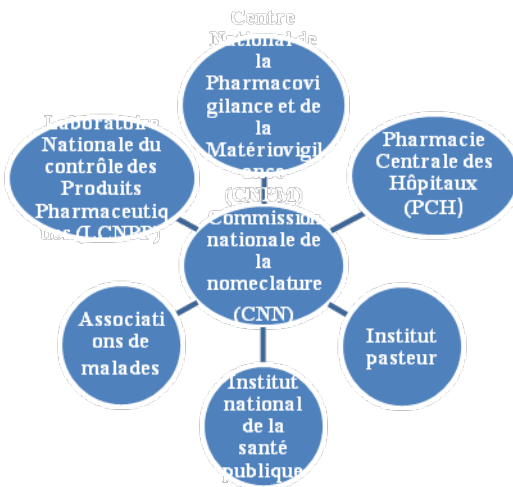 Centre
National de
la
Pharmacovi
gilance et de
la
Matériovigil
ance
(CNPM)
Laboratoire
Nationale du
contrôle des
Produits
Pharmaceutiq
ues (LCNPP)
Pharmacie
Centrale des
Hôpitaux
(PCH)
Commission
nationale de
la
nomeclature
(CNN)
Associati
ons de
malades
Institut
pasteur
Institut
national
de la
santé
publique